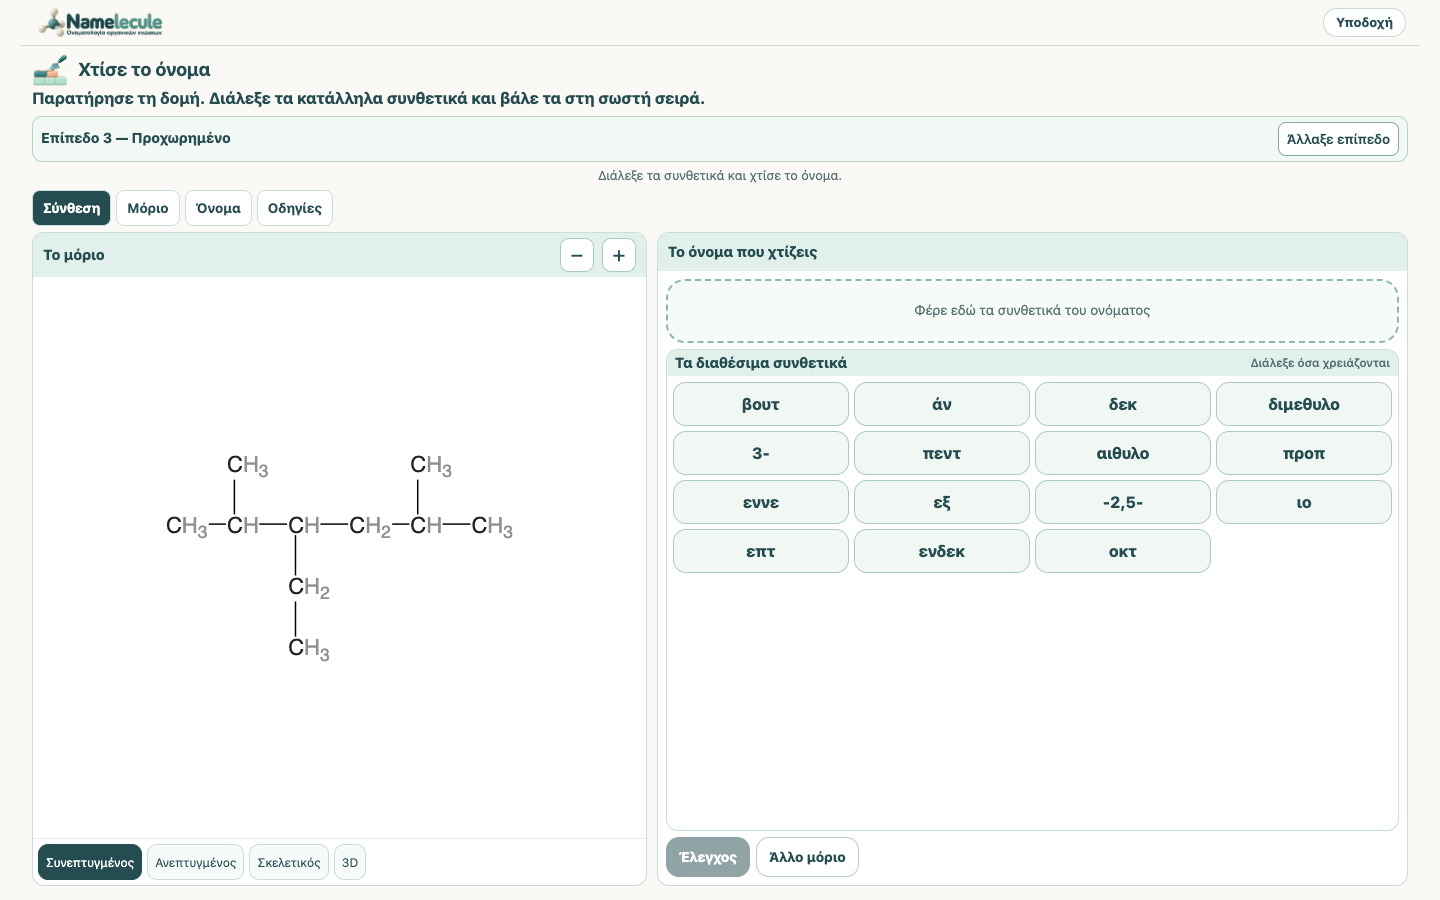 Namelecule
Ονοματολογία οργανικών ενώσεων
Υποδοχή
Χτίσε το όνομα
Παρατήρησε τη δομή. Διάλεξε τα κατάλληλα συνθετικά και βάλε τα στη σωστή σειρά.
Επίπεδο 3 — Προχωρημένο
Άλλαξε επίπεδο
Διάλεξε τα συνθετικά και χτίσε το όνομα.
Σύνθεση Μόριο Όνομα Οδηγίες
Το μόριο
− +
CH3 CH3
CH3 CH CH CH2 CH CH3
CH2
CH3
Συνεπτυγμένος Ανεπτυγμένος Σκελετικός 3D
Το όνομα που χτίζεις
Φέρε εδώ τα συνθετικά του ονόματος
Τα διαθέσιμα συνθετικά Διάλεξε όσα χρειάζονται
βουτ άν δεκ διμεθυλο
3- πεντ αιθυλο προπ
εννε εξ -2,5- ιο
επτ ενδεκ οκτ
Έλεγχος Άλλο μόριο